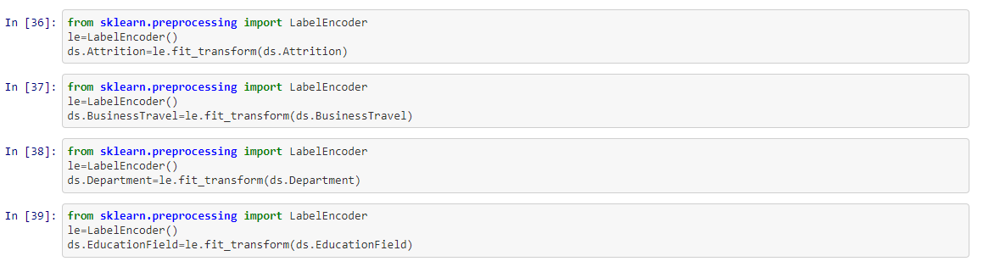 In [36]: from sklearn.preprocessing import LabelEncoder
le=LabelEncoder()
ds.Attrition=le.fit_transform(ds.Attrition)
In [37]: from sklearn.preprocessing import LabelEncoder
le=LabelEncoder()
ds.BusinessTravel=le.fit_transform(ds.BusinessTravel)
In [38]: from sklearn.preprocessing import LabelEncoder
le=LabelEncoder()
ds.Department=le.fit_transform(ds.Department)
In [39]: from sklearn.preprocessing import LabelEncoder
le=LabelEncoder()
ds.EducationField=le.fit_transform(ds.EducationField)